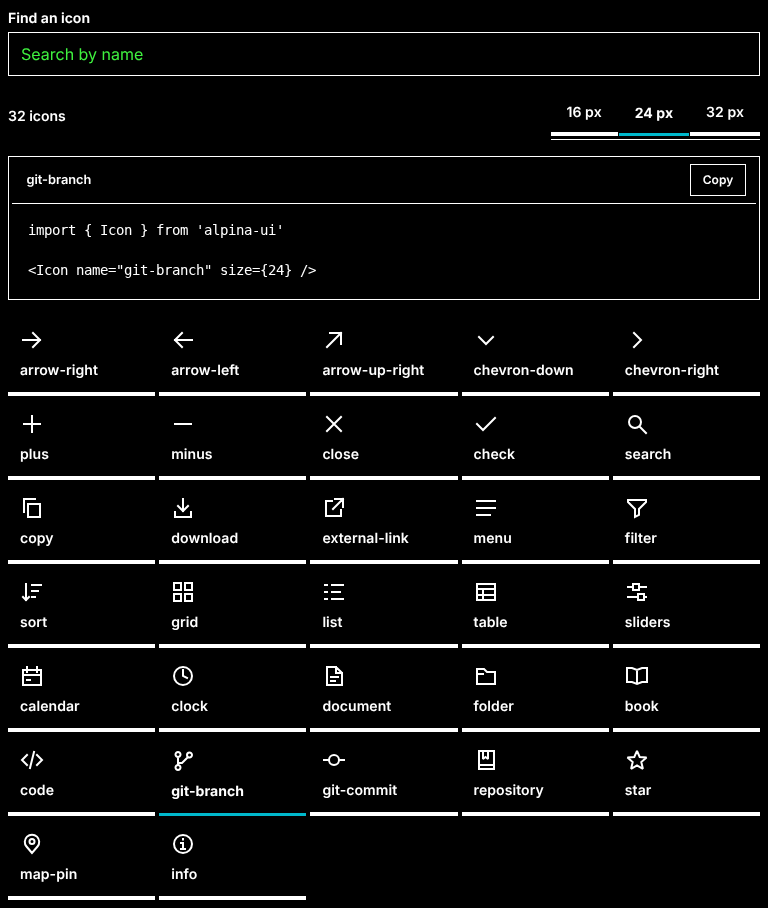 Find an icon
Search by name
32 icons
16 px 24 px 32 px
git-branch Copy
import { Icon } from 'alpina-ui'
<Icon name="git-branch" size={24} />
arrow-right arrow-left arrow-up-right chevron-down chevron-right
plus minus close check search
copy download external-link menu filter
sort grid list table sliders
calendar clock document folder book
code git-branch git-commit repository star
map-pin info